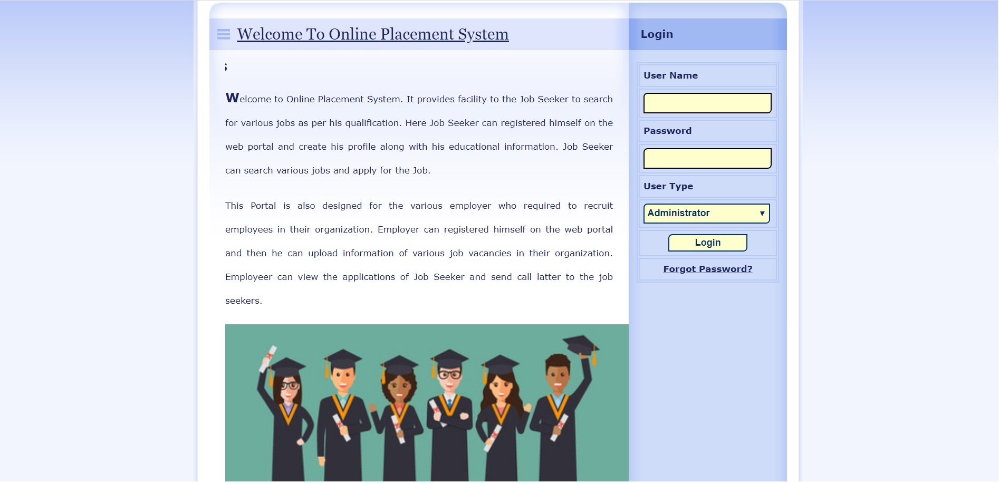 Welcome To Online Placement System
Welcome to Online Placement System. It provides facility to the Job Seeker to search
for various jobs as per his qualification. Here Job Seeker can registered himself on the
web portal and create his profile along with his educational information. Job Seeker
can search various jobs and apply for the Job.
This Portal is also designed for the various employer who required to recruit
employees in their organization. Employer can registered himself on the web portal
and then he can upload information of various job vacancies in their organization.
Employeer can view the applications of Job Seeker and send call latter to the job
seekers.
Login
User Name
Password
User Type
Administrator
Login
Forgot Password?